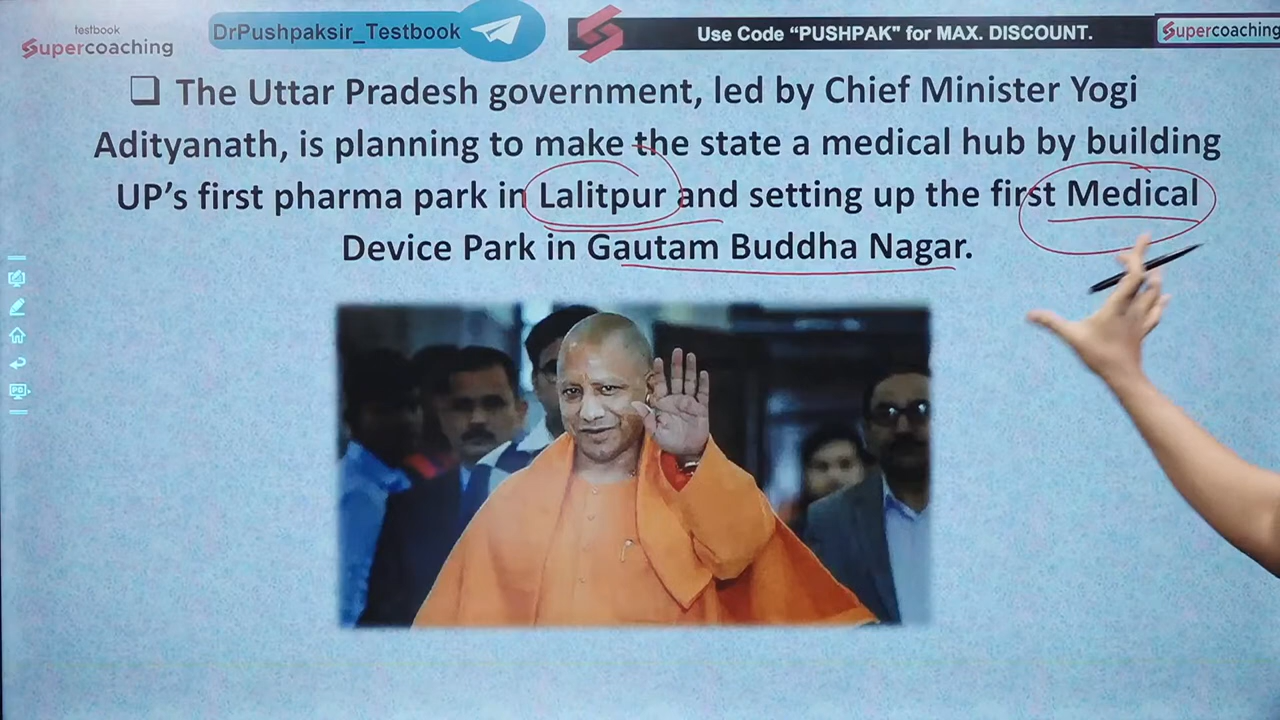 testbook
Supercoaching
DrPushpaksir_Testbook
Use Code “PUSHPAK" for MAX. DISCOUNT.
Supercoaching
The Uttar Pradesh government, led by Chief Minister Yogi
Adityanath, is planning to make the state a medical hub by building
UP’s first pharma park in Lalitpur and setting up the first Medical
Device Park in Gautam Buddha Nagar.